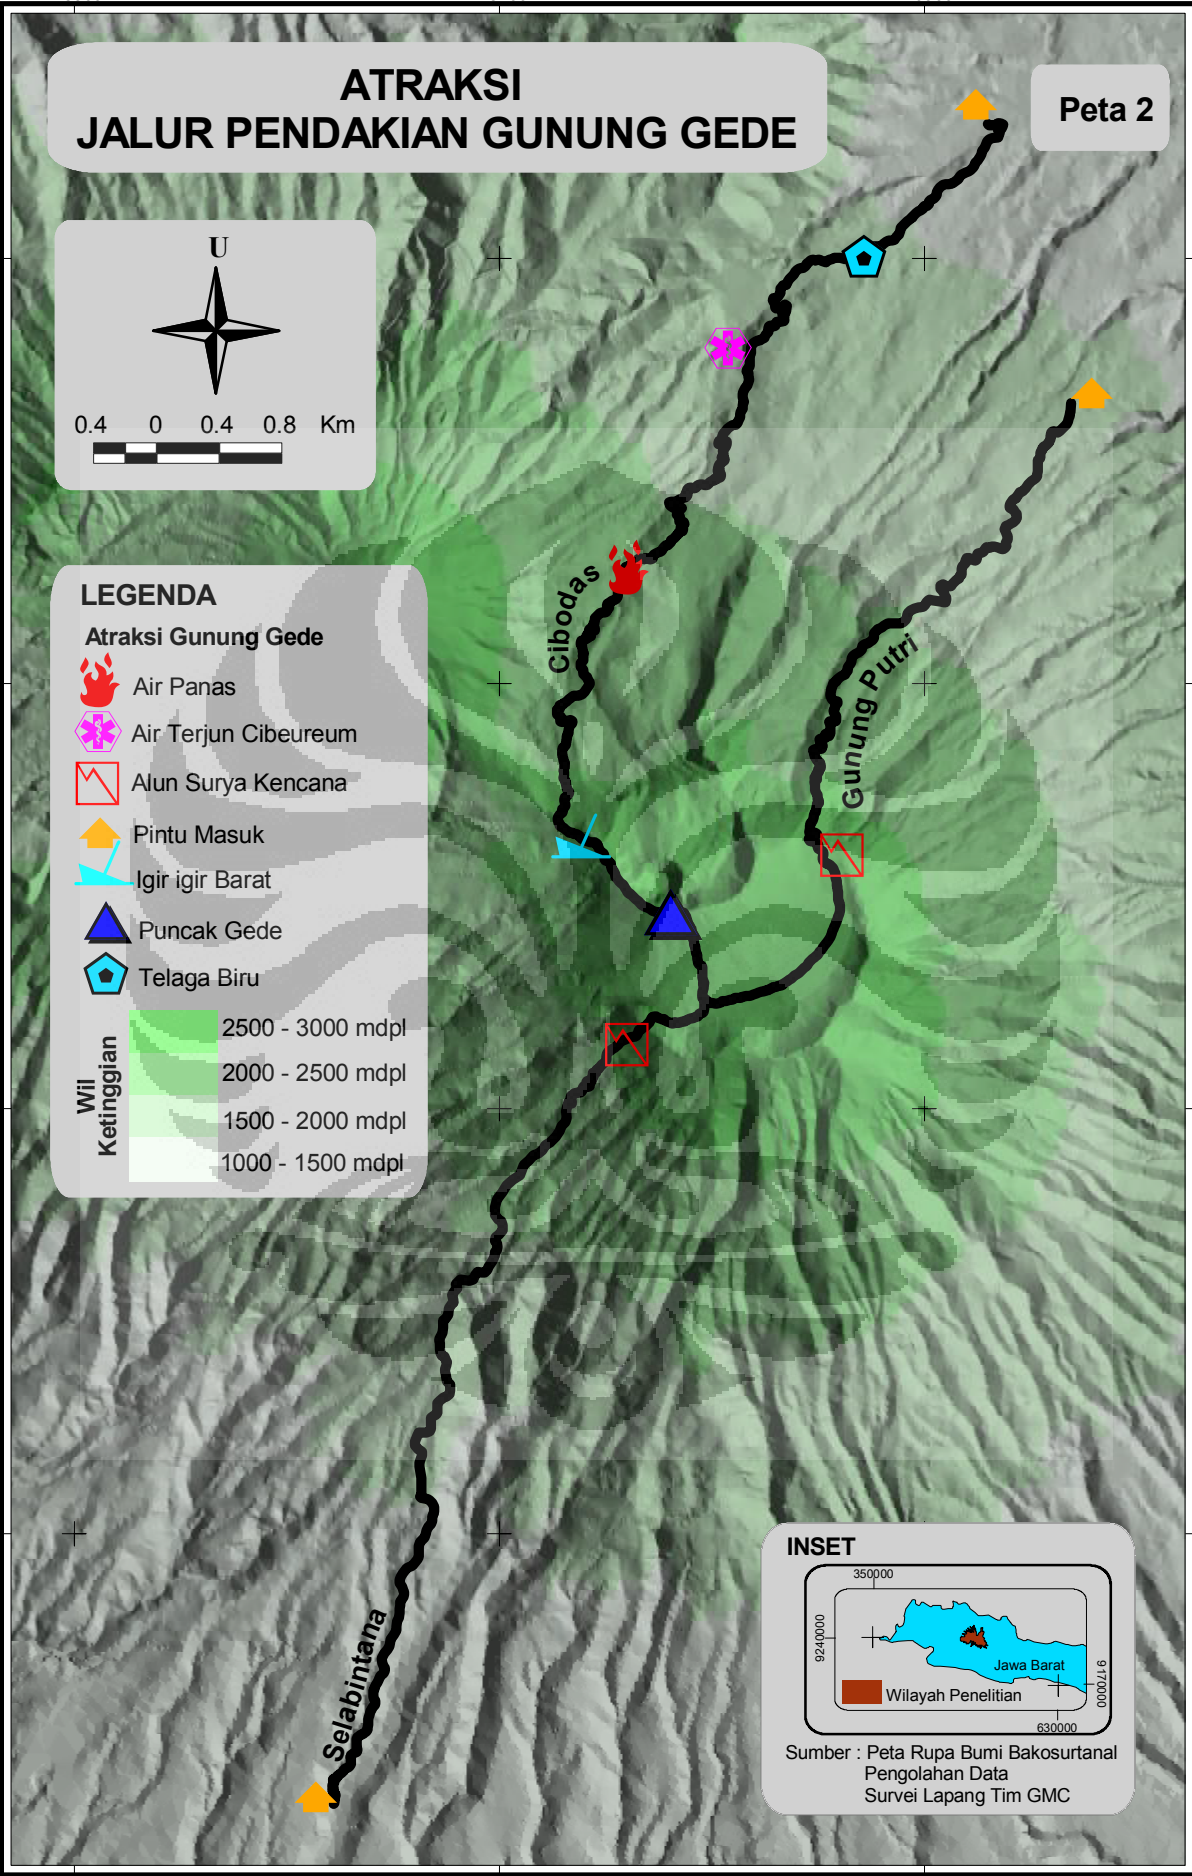 ATRAKSI
JALUR PENDAKIAN GUNUNG GEDE
Peta 2
U
0.4 0 0.4 0.8 Km
LEGENDA
Atraksi Gunung Gede
Air Panas
Air Terjun Cibeureum
Alun Surya Kencana
Pintu Masuk
Igir igir Barat
Puncak Gede
Telaga Biru
Wil
Ketinggian
2500 - 3000 mdpl
2000 - 2500 mdpl
1500 - 2000 mdpl
1000 - 1500 mdpl
Cibodas
Gunung Putri
Selabintana
INSET
350000
9240000
Jawa Barat
9170000
Wilayah Penelitian
630000
Sumber : Peta Rupa Bumi Bakosurtanal
Pengolahan Data
Survei Lapang Tim GMC